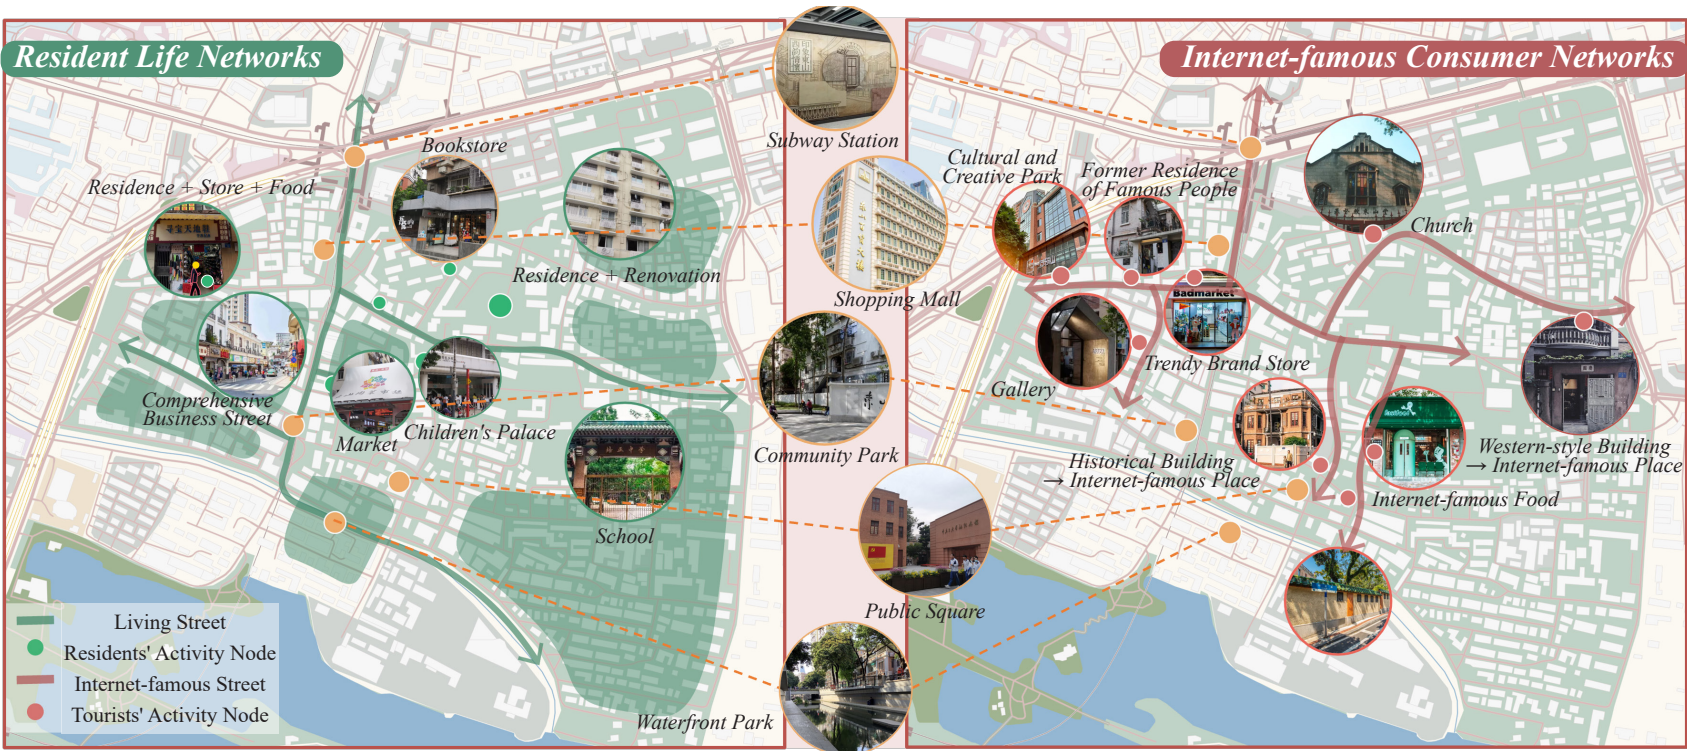 Resident Life Networks
Internet-famous Consumer Networks
Subway Station
Bookstore
Residence + Store + Food
Residence + Renovation
Comprehensive
Business Street
Market
Children's Palace
School
Shopping Mall
Community Park
Public Square
Waterfront Park
Cultural and
Creative Park
Former Residence
of Famous People
Church
Badmarket
Trendy Brand Store
Gallery
Historical Building
→ Internet-famous Place
Western-style Building
→ Internet-famous Place
Internet-famous Food
Living Street
Residents' Activity Node
Internet-famous Street
Tourists' Activity Node